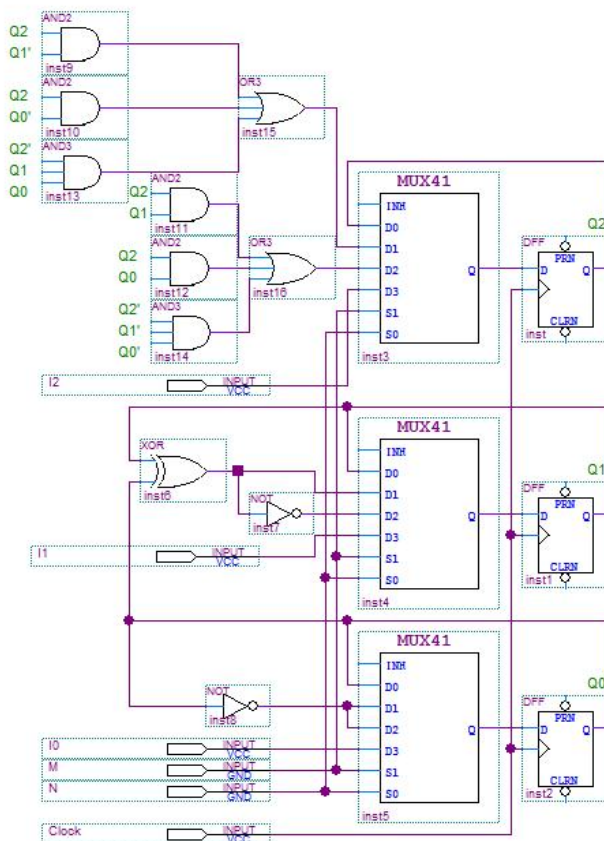 AND2
Q2
Q1'
inst9
AND2
Q2
Q0'
inst10
OR3
inst15
AND3
Q2'
Q1
Q0
inst13
AND2
Q2
Q1
inst11
AND2
Q2
Q0
inst12
OR3
inst16
AND3
Q2'
Q1'
Q0'
inst14
MUX41
INH
D0
D1
D2
D3
S1
S0
Q
inst3
Q2
DFF
PRN
D
Q
CLRN
inst
I2
INPUT
VCC
XOR
inst6
NOT
inst7
MUX41
INH
D0
D1
D2
D3
S1
S0
Q
inst4
Q1
DFF
PRN
D
Q
CLRN
inst1
I1
INPUT
VCC
NOT
inst8
MUX41
INH
D0
D1
D2
D3
S1
S0
Q
inst5
Q0
DFF
PRN
D
Q
CLRN
inst2
I0
INPUT
VCC
M
INPUT
GND
N
INPUT
GND
Clock
INPUT
VCC